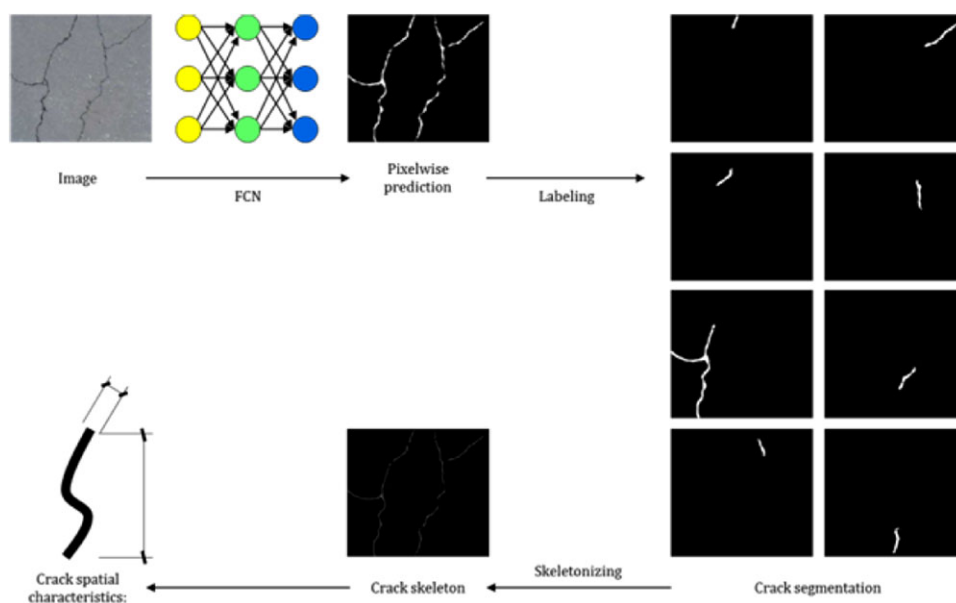 Image
FCN
Pixelwise
prediction
Labeling
Crack spatial
characteristics:
Crack skeleton
Skeletonizing
Crack segmentation